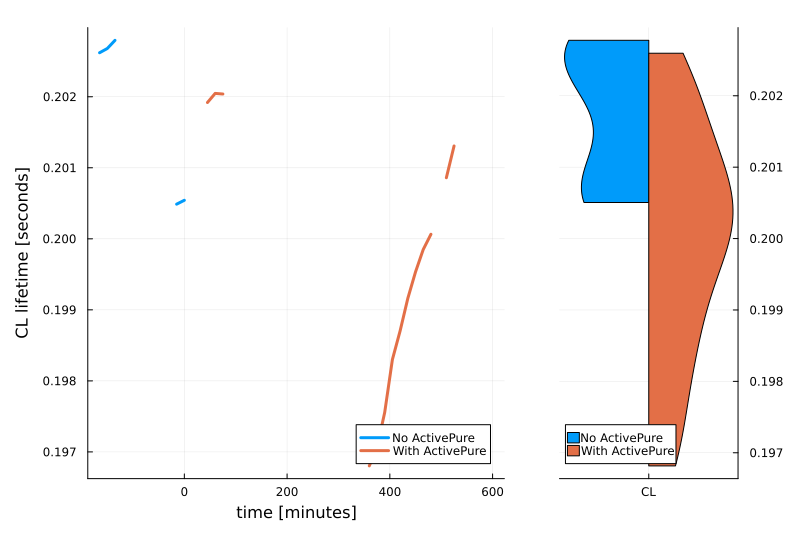 CL lifetime [seconds]
0.202
0.201
0.200
0.199
0.198
0.197
0
200
400
600
time [minutes]
No ActivePure
With ActivePure
0.202
0.201
0.200
0.199
0.198
0.197
CL
No ActivePure
With ActivePure